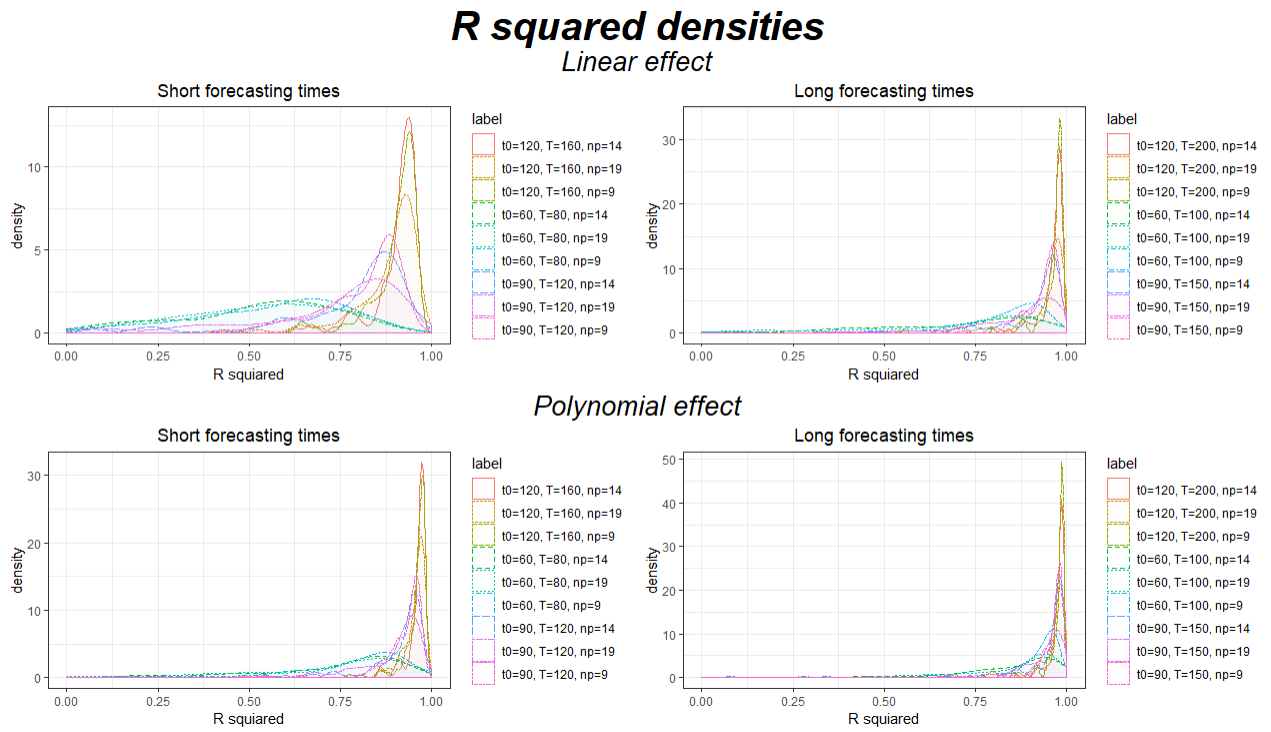 R squared densities
Linear effect
Short forecasting times
density
10
5
0
0.00 0.25 0.50 0.75 1.00
R squiared
label
t0=120, T=160, np=14
t0=120, T=160, np=19
t0=120, T=160, np=9
t0=60, T=80, np=14
t0=60, T=80, np=19
t0=60, T=80, np=9
t0=90, T=120, np=14
t0=90, T=120, np=19
t0=90, T=120, np=9
Long forecasting times
density
30
20
10
0
0.00 0.25 0.50 0.75 1.00
R squiared
label
t0=120, T=200, np=14
t0=120, T=200, np=19
t0=120, T=200, np=9
t0=60, T=100, np=14
t0=60, T=100, np=19
t0=60, T=100, np=9
t0=90, T=150, np=14
t0=90, T=150, np=19
t0=90, T=150, np=9
Polynomial effect
Short forecasting times
density
30
20
10
0
0.00 0.25 0.50 0.75 1.00
R squared
label
t0=120, T=160, np=14
t0=120, T=160, np=19
t0=120, T=160, np=9
t0=60, T=80, np=14
t0=60, T=80, np=19
t0=60, T=80, np=9
t0=90, T=120, np=14
t0=90, T=120, np=19
t0=90, T=120, np=9
Long forecasting times
density
50
40
30
20
10
0
0.00 0.25 0.50 0.75 1.00
R squared
label
t0=120, T=200, np=14
t0=120, T=200, np=19
t0=120, T=200, np=9
t0=60, T=100, np=14
t0=60, T=100, np=19
t0=60, T=100, np=9
t0=90, T=150, np=14
t0=90, T=150, np=19
t0=90, T=150, np=9